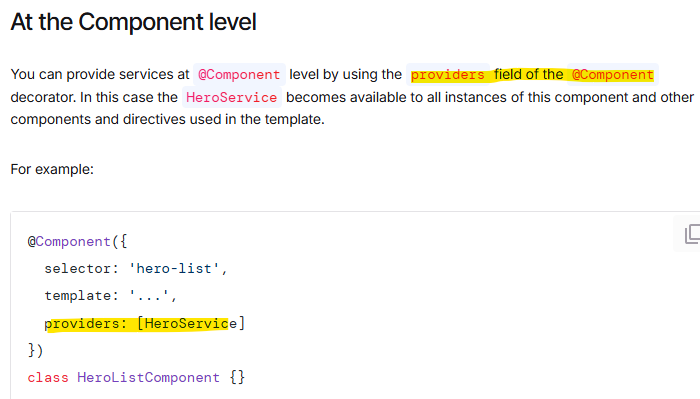 At the Component level
You can provide services at @Component level by using the providers field of the @Component
decorator. In this case the HeroService becomes available to all instances of this component and other
components and directives used in the template.
For example:
@Component({
  selector: 'hero-list',
  template: '...',
  providers: [HeroService]
})
class HeroListComponent {}